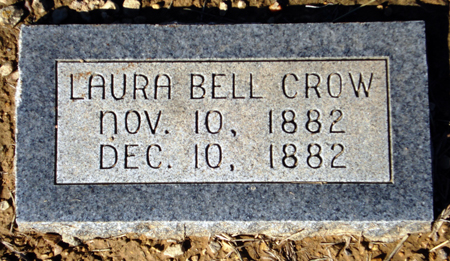 LAURA BELL CROW
NOV. 10, 1882
DEC. 10, 1882